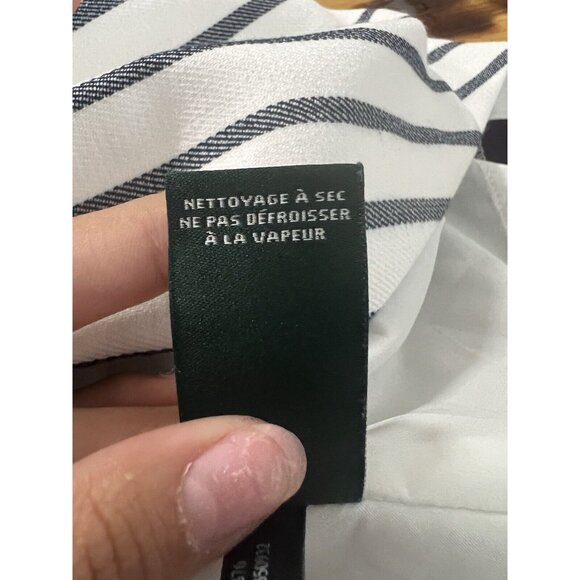 NETTOYAGE À SEC
NE PAS DÉFROISSER
À LA VAPEUR